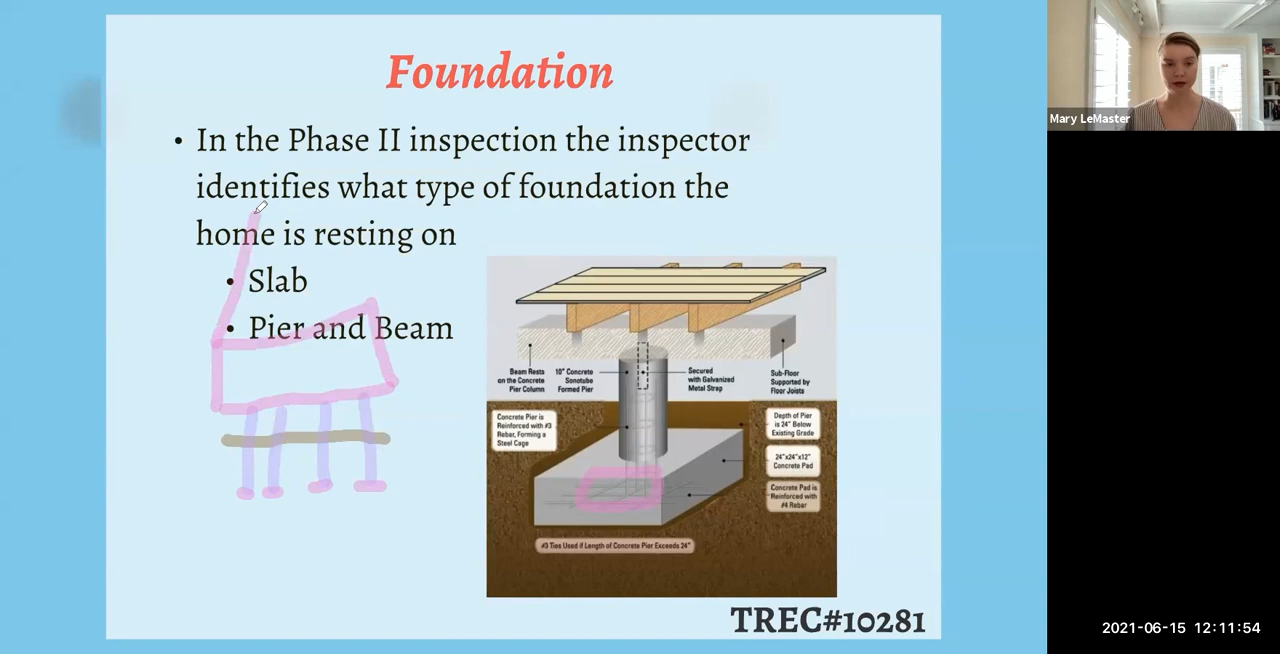 Foundation
• In the Phase II inspection the inspector
identifies what type of foundation the
home is resting on
• Slab
• Pier and Beam
Beam Rests
on the Concrete
Pier Column
10" Concrete
Sonotube
Formed Pier
Secured
with Galvanized
Metal Strap
Sub-Floor
Supported by
Floor Joists
Concrete Pier is
Reinforced with #3
Rebar, Forming a
Steel Cage
Depth of Pier
is 24" Below
Existing Grade
24"x24"x12"
Concrete Pad
Concrete Pad is
Reinforced with
#4 Rebar
#3 Ties Used if Length of Concrete Pier Exceeds 24"
TREC#10281
Mary LeMaster
2021-06-15 12:11:54